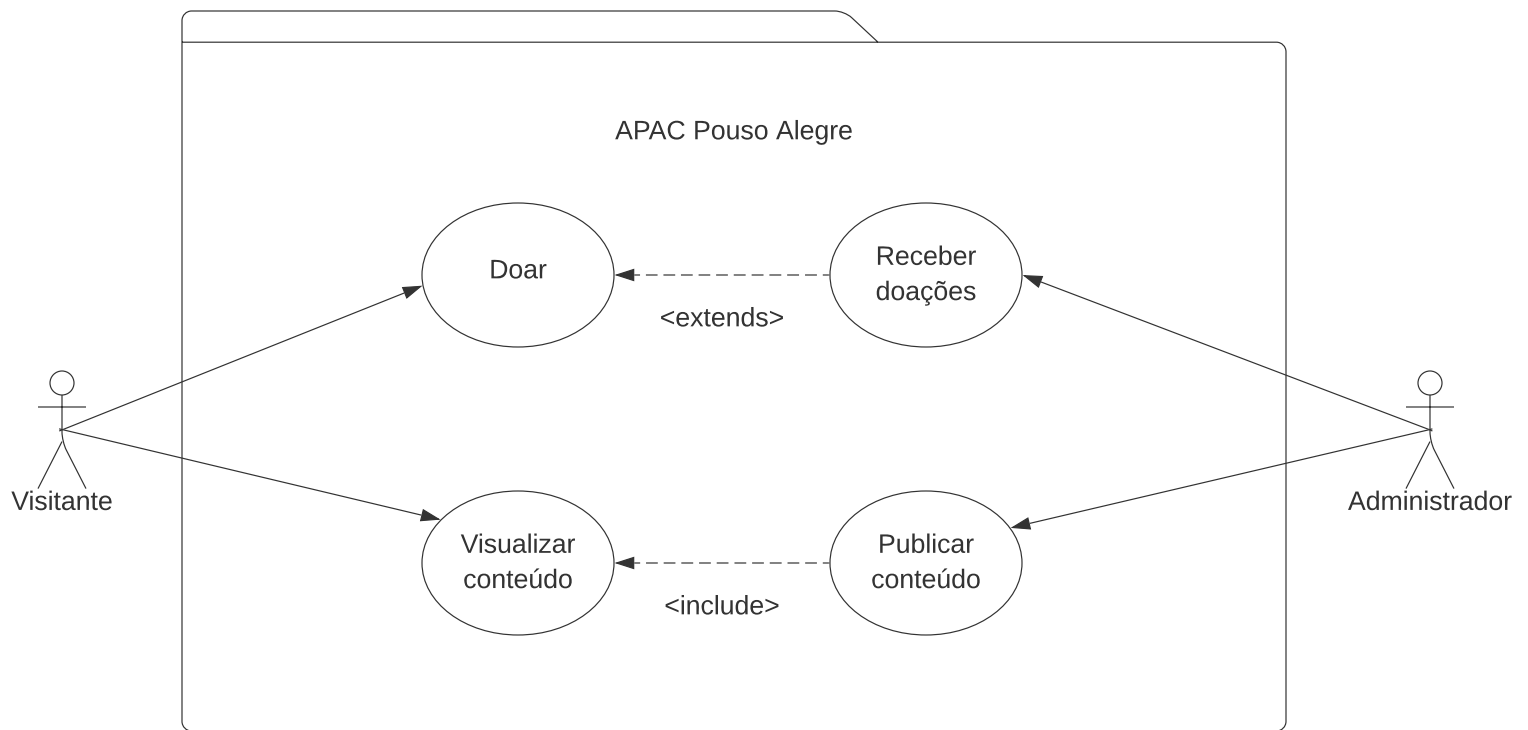 APAC Pouso Alegre
Doar
Receber
doações
<extends>
Visitante
Administrador
Visualizar
conteúdo
Publicar
conteúdo
<include>